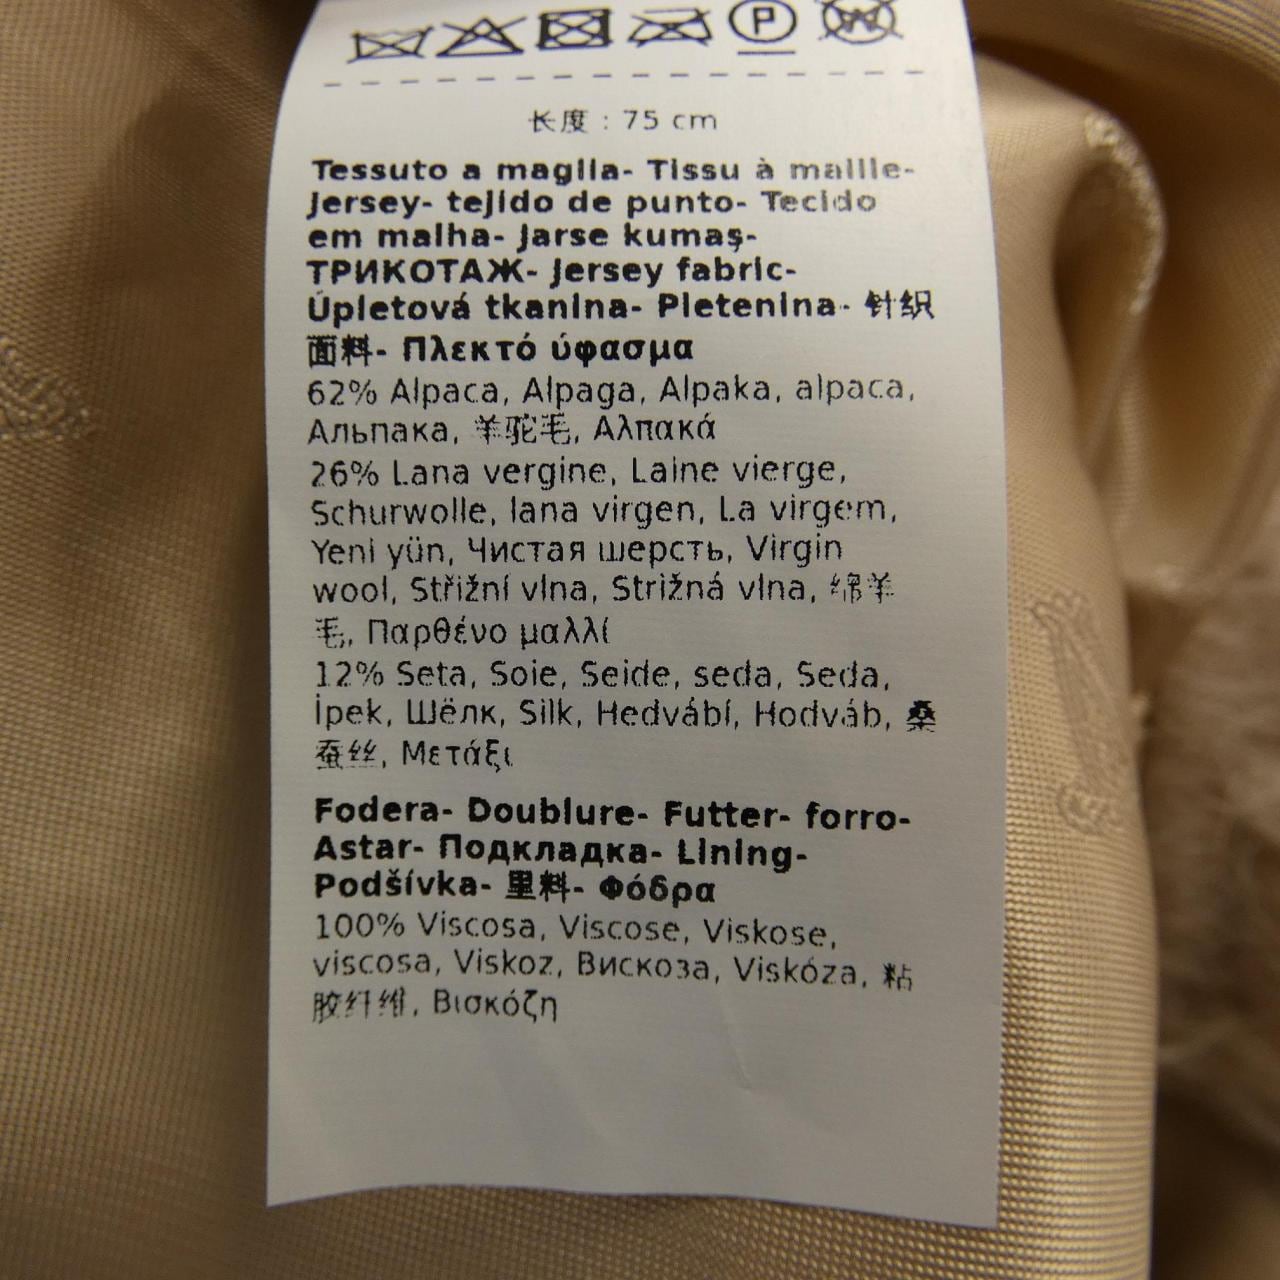 长度 : 75 cm
Tessuto a maglia- Tissu à maille-
Jersey- tejido de punto- Tecido
em malha- Jarse kumaş-
ТРИКОТАЖ- Jersey fabric-
Úpletová tkanina- Pletenina- 针织
面料- Πλεκτό ύφασμα
62% Alpaca, Alpaga, Alpaka, alpaca,
Альпака, 羊驼毛, Αλπακά
26% Lana vergine, Laine vierge,
Schurwolle, lana virgen, La virgem,
Yeni yün, Чистая шерсть, Virgin
wool, Střižní vlna, Strižná vlna, 绵羊
毛, Παρθένο μαλλί
12% Seta, Soie, Seide, seda, Seda,
İpek, Шёлк, Silk, Hedvábí, Hodváb, 桑
蚕丝, Μετάξι
Fodera- Doublure- Futter- forro-
Astar- Подкладка- Lining-
Podšívka- 里料- Φόδρα
100% Viscosa, Viscose, Viskose,
viscosa, Viskoz, Вискоза, Viskóza, 粘
胶纤维, Βισκόζη